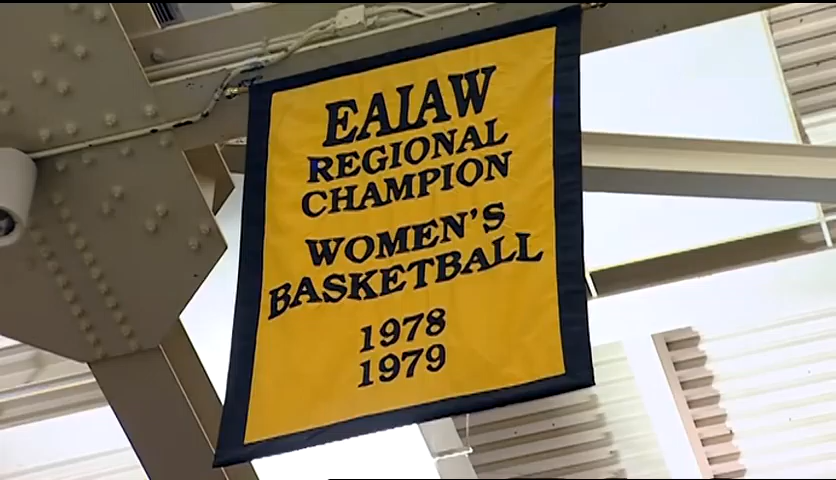 EAIAW
REGIONAL
CHAMPION
WOMEN'S
BASKETBALL
1978
1979